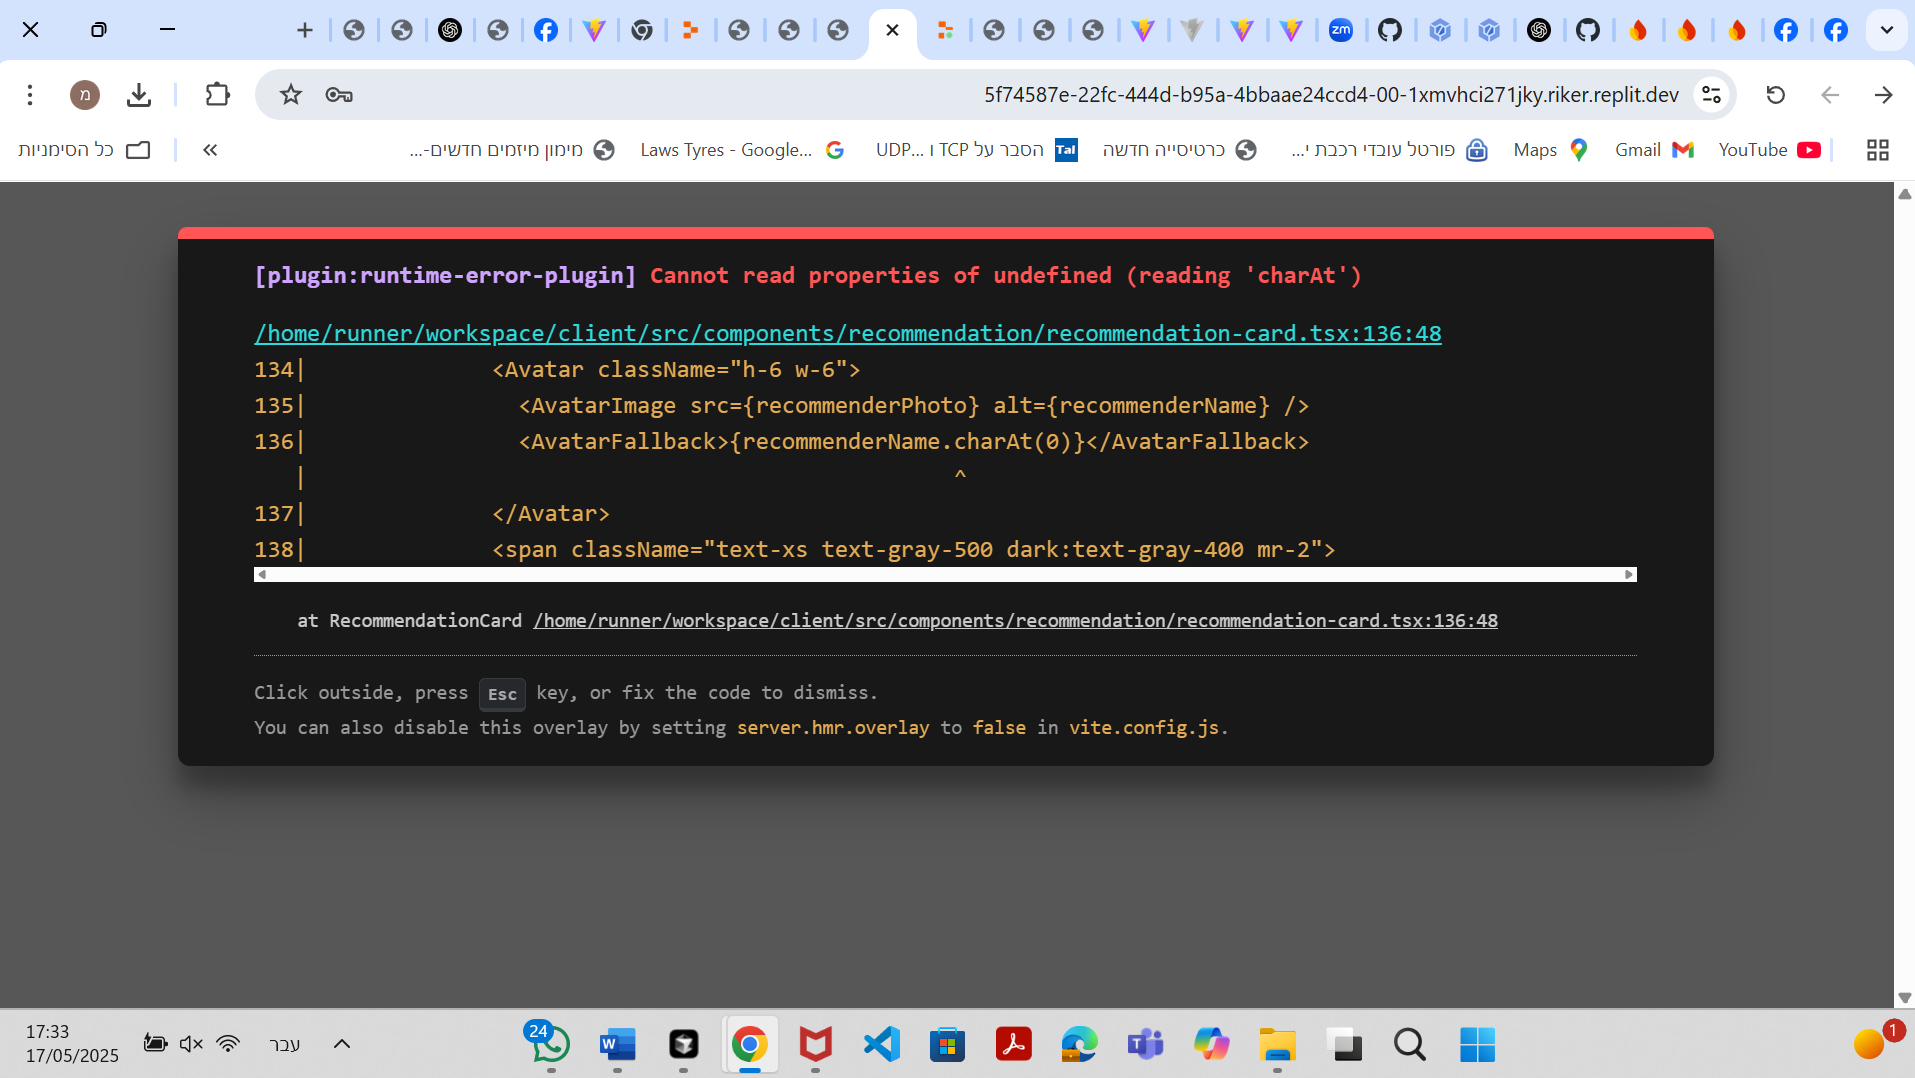 zm
מ
5f74587e-22fc-444d-b95a-4bbaae24ccd4-00-1xmvhci271jky.riker.replit.dev
YouTube
Gmail
Maps
פורטל עובדי רכבת י...
כרטיסייה חדשה
Tal
הסבר על TCP ו UDP...
Laws Tyres - Google...
מימון מיזמים חדשים-...
«
כל הסימניות
[plugin:runtime-error-plugin] Cannot read properties of undefined (reading 'charAt')
/home/runner/workspace/client/src/components/recommendation/recommendation-card.tsx:136:48
134|              <Avatar className="h-6 w-6">
135|                <AvatarImage src={recommenderPhoto} alt={recommenderName} />
136|                <AvatarFallback>{recommenderName.charAt(0)}</AvatarFallback>
   |                                                 ^
137|              </Avatar>
138|              <span className="text-xs text-gray-500 dark:text-gray-400 mr-2">
at RecommendationCard /home/runner/workspace/client/src/components/recommendation/recommendation-card.tsx:136:48
Click outside, press Esc key, or fix the code to dismiss.
You can also disable this overlay by setting server.hmr.overlay to false in vite.config.js.
17:33
17/05/2025
עבר
24
W
T
1